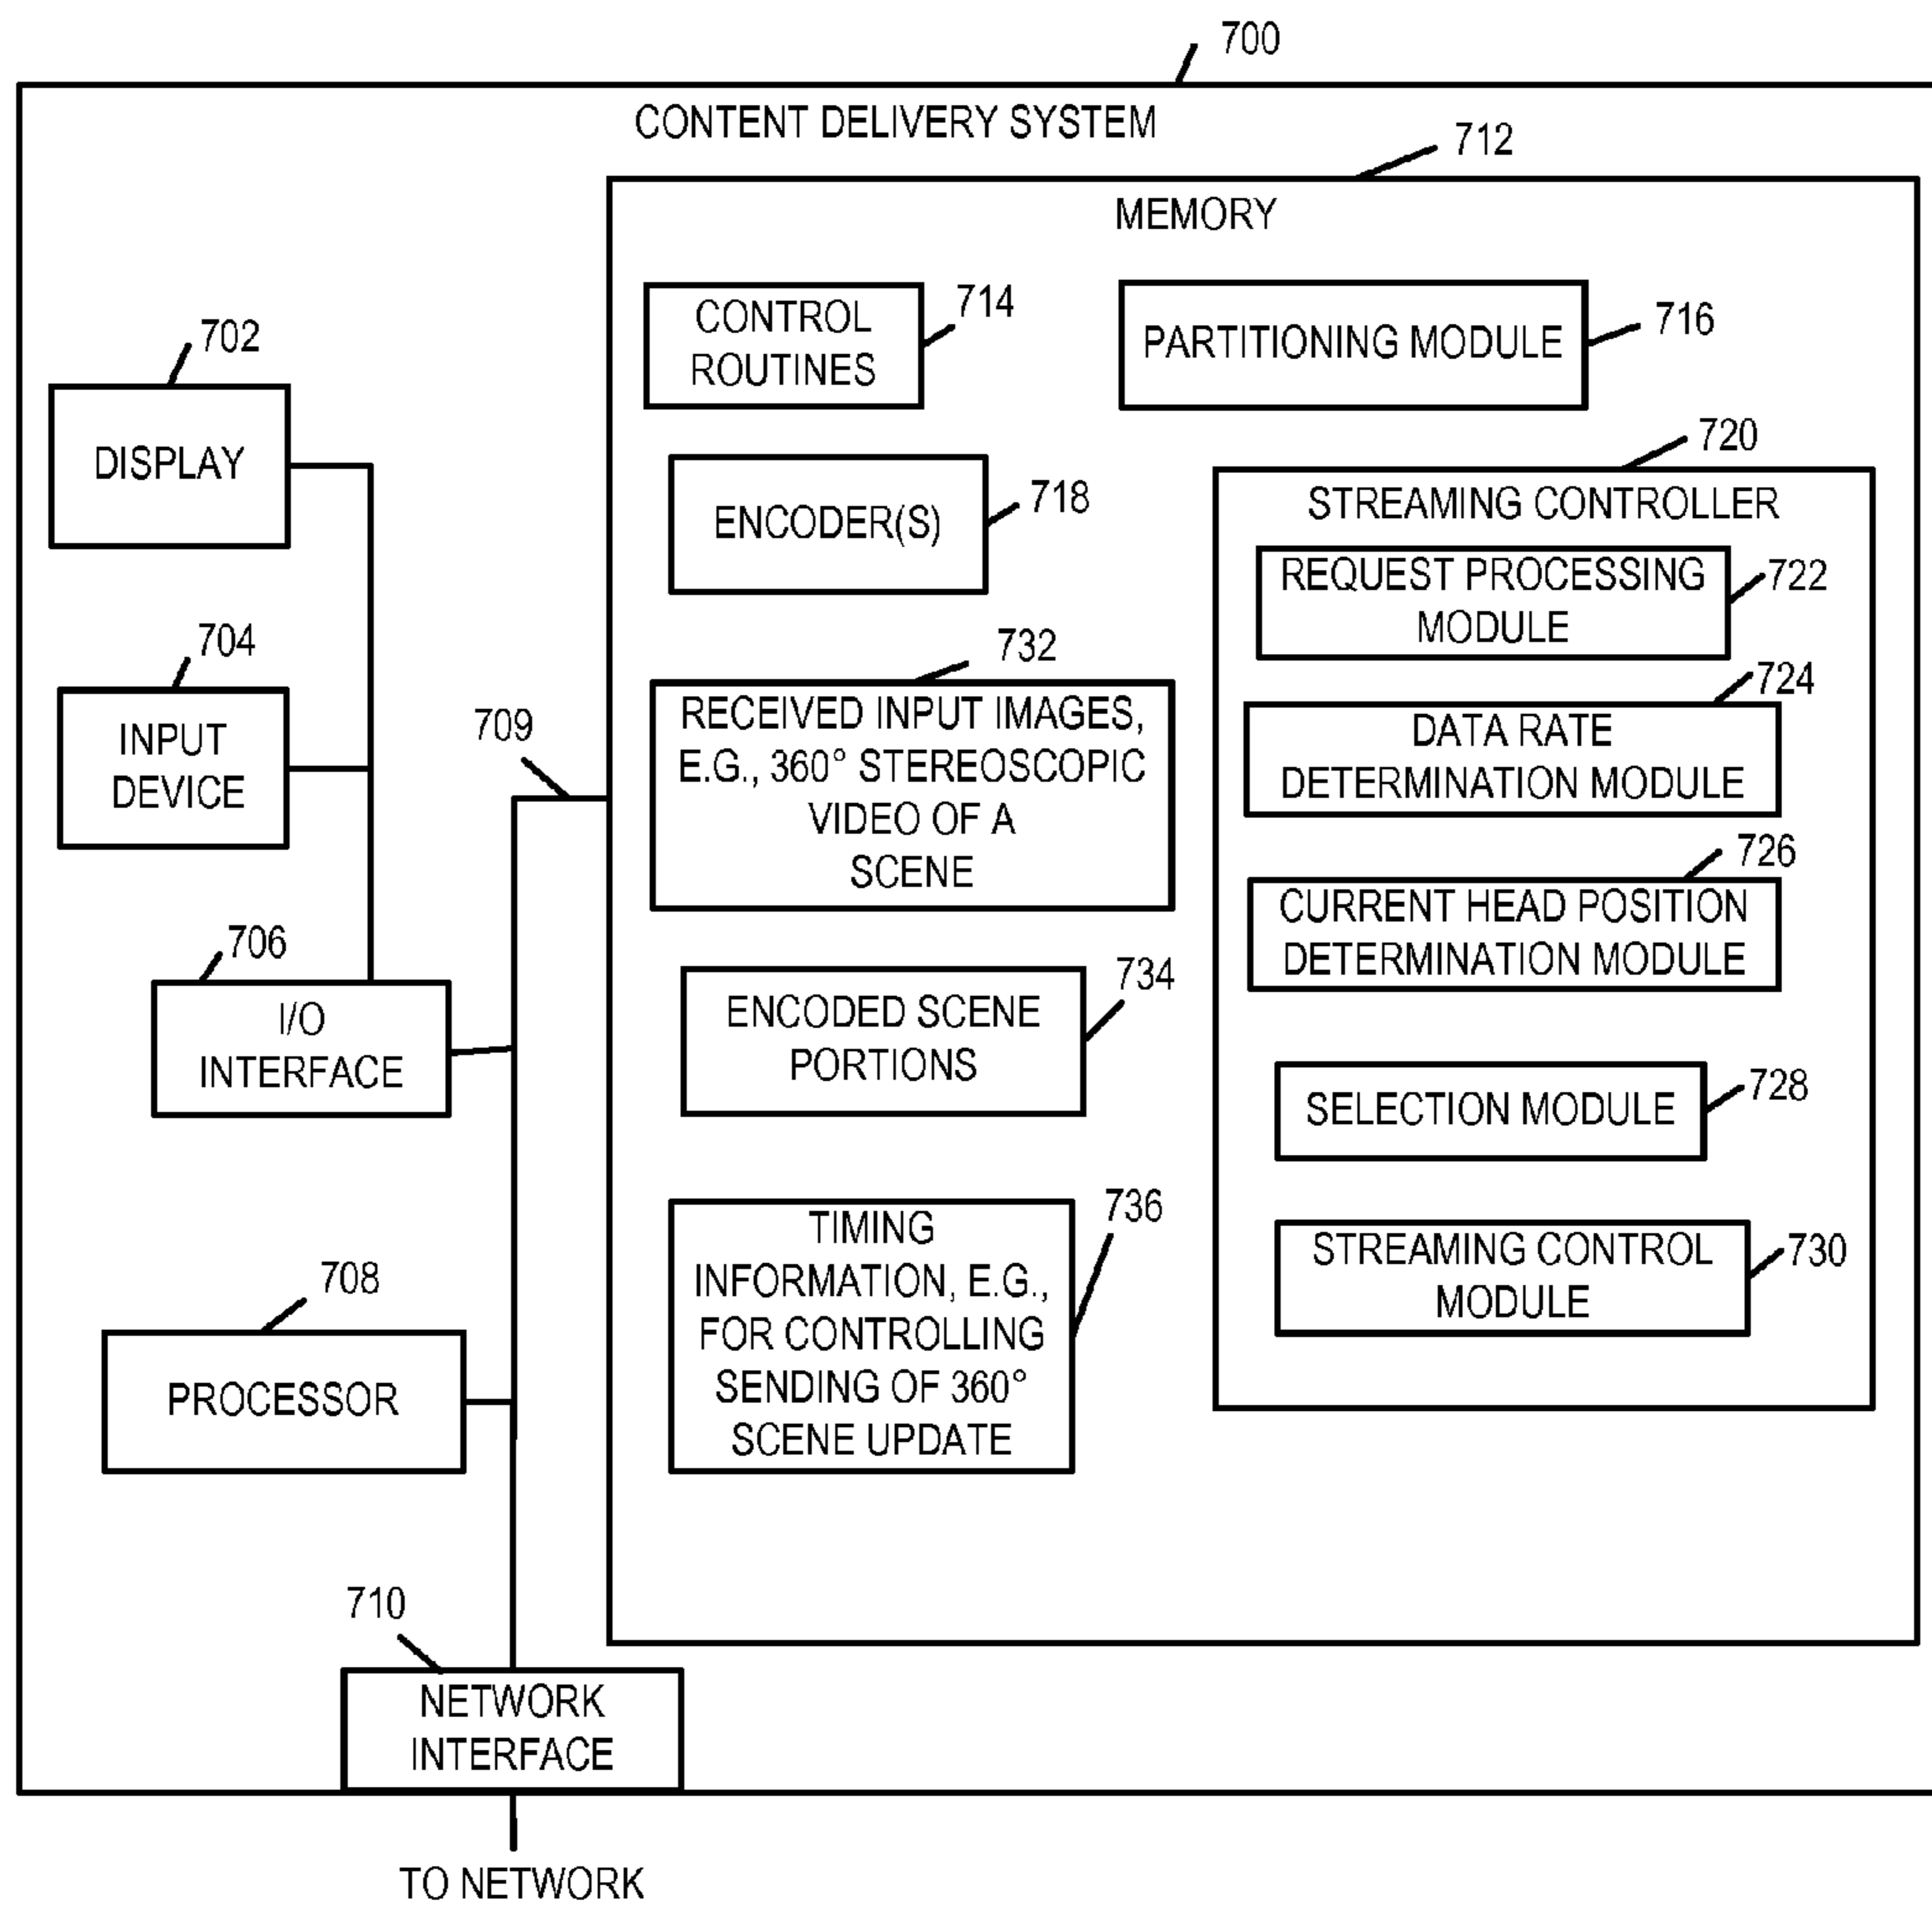 700
CONTENT DELIVERY SYSTEM
712
MEMORY
CONTROL
ROUTINES
714
PARTITIONING MODULE
716
702
DISPLAY
ENCODER(S)
718
720
STREAMING CONTROLLER
REQUEST PROCESSING
MODULE
722
704
INPUT
DEVICE
709
732
RECEIVED INPUT IMAGES,
E.G., 360° STEREOSCOPIC
VIDEO OF A
SCENE
724
DATA RATE
DETERMINATION MODULE
726
CURRENT HEAD POSITION
DETERMINATION MODULE
706
I/O
INTERFACE
734
ENCODED SCENE
PORTIONS
SELECTION MODULE
728
736
TIMING
INFORMATION, E.G.,
FOR CONTROLLING
SENDING OF 360°
SCENE UPDATE
STREAMING CONTROL
MODULE
730
708
PROCESSOR
710
NETWORK
INTERFACE
TO NETWORK